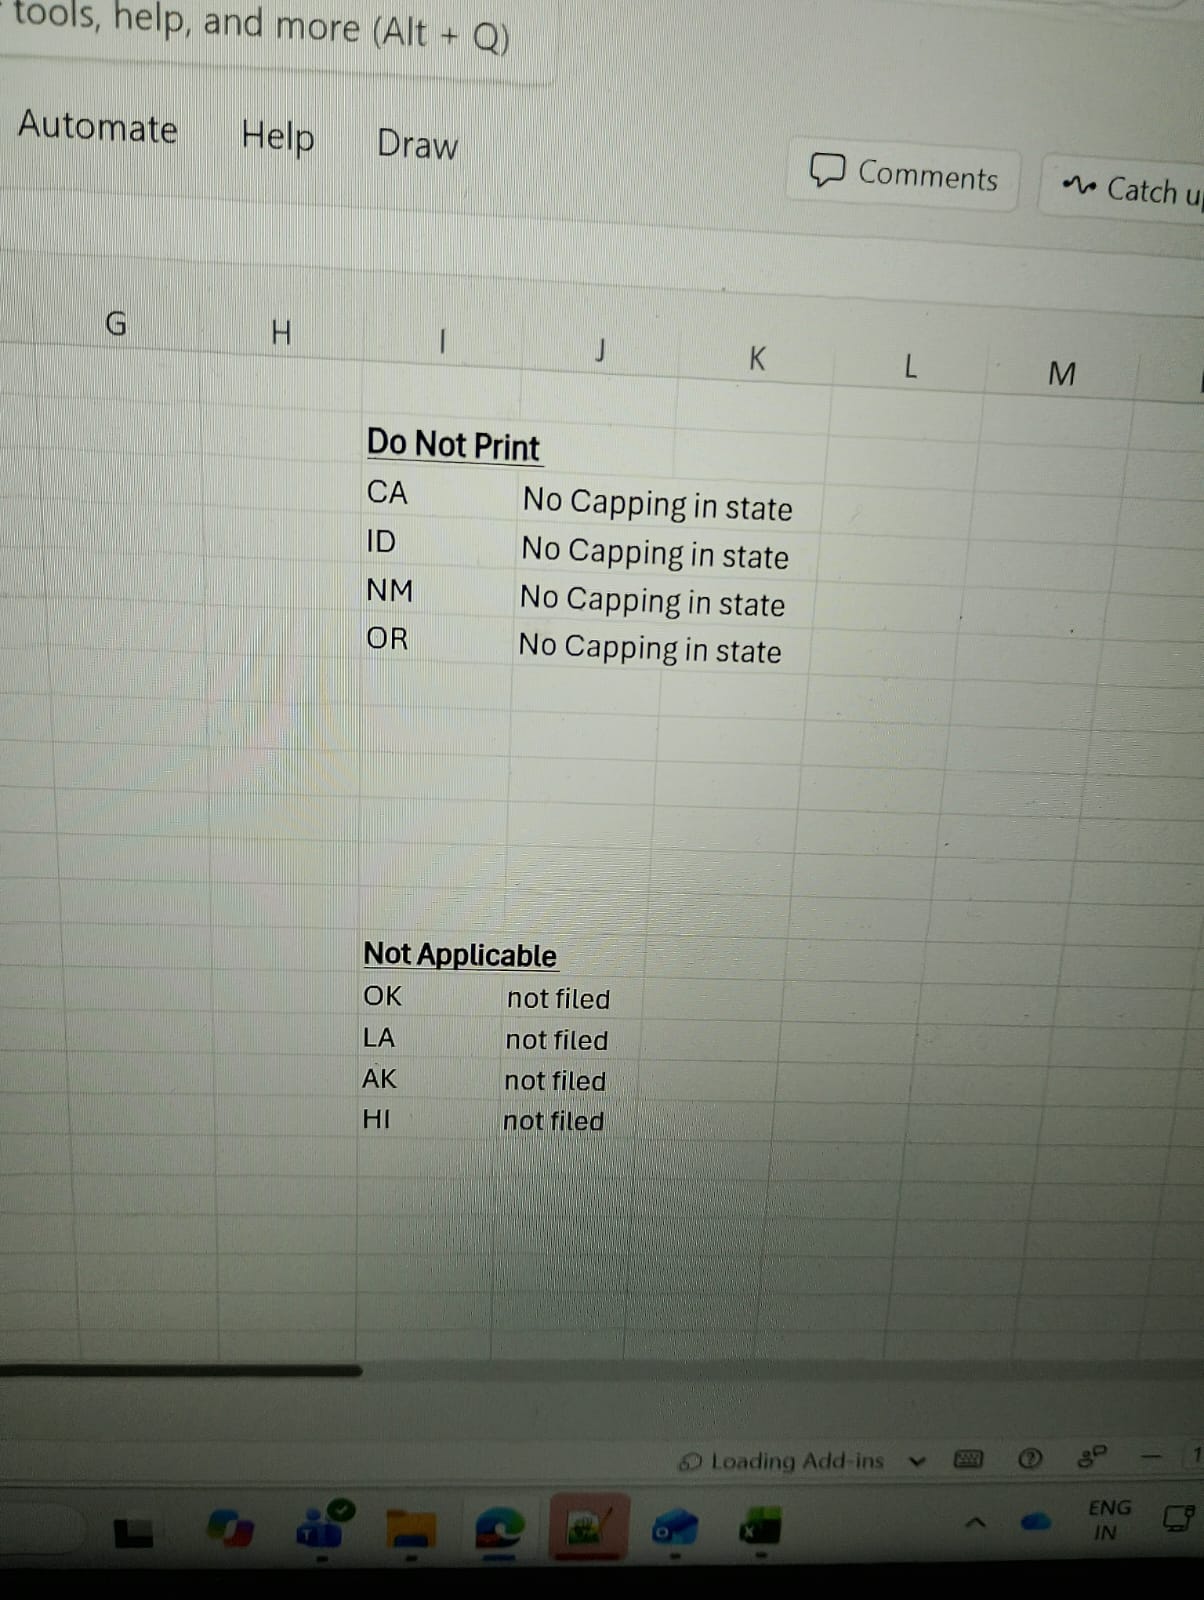 tools, help, and more (Alt + Q)
Automate Help Draw
Comments Catch
G H I J K L M
Do Not Print
CA No Capping in state
ID No Capping in state
NM No Capping in state
OR No Capping in state
Not Applicable
OK not filed
LA not filed
AK not filed
HI not filed
Loading Add-ins
ENG
IN